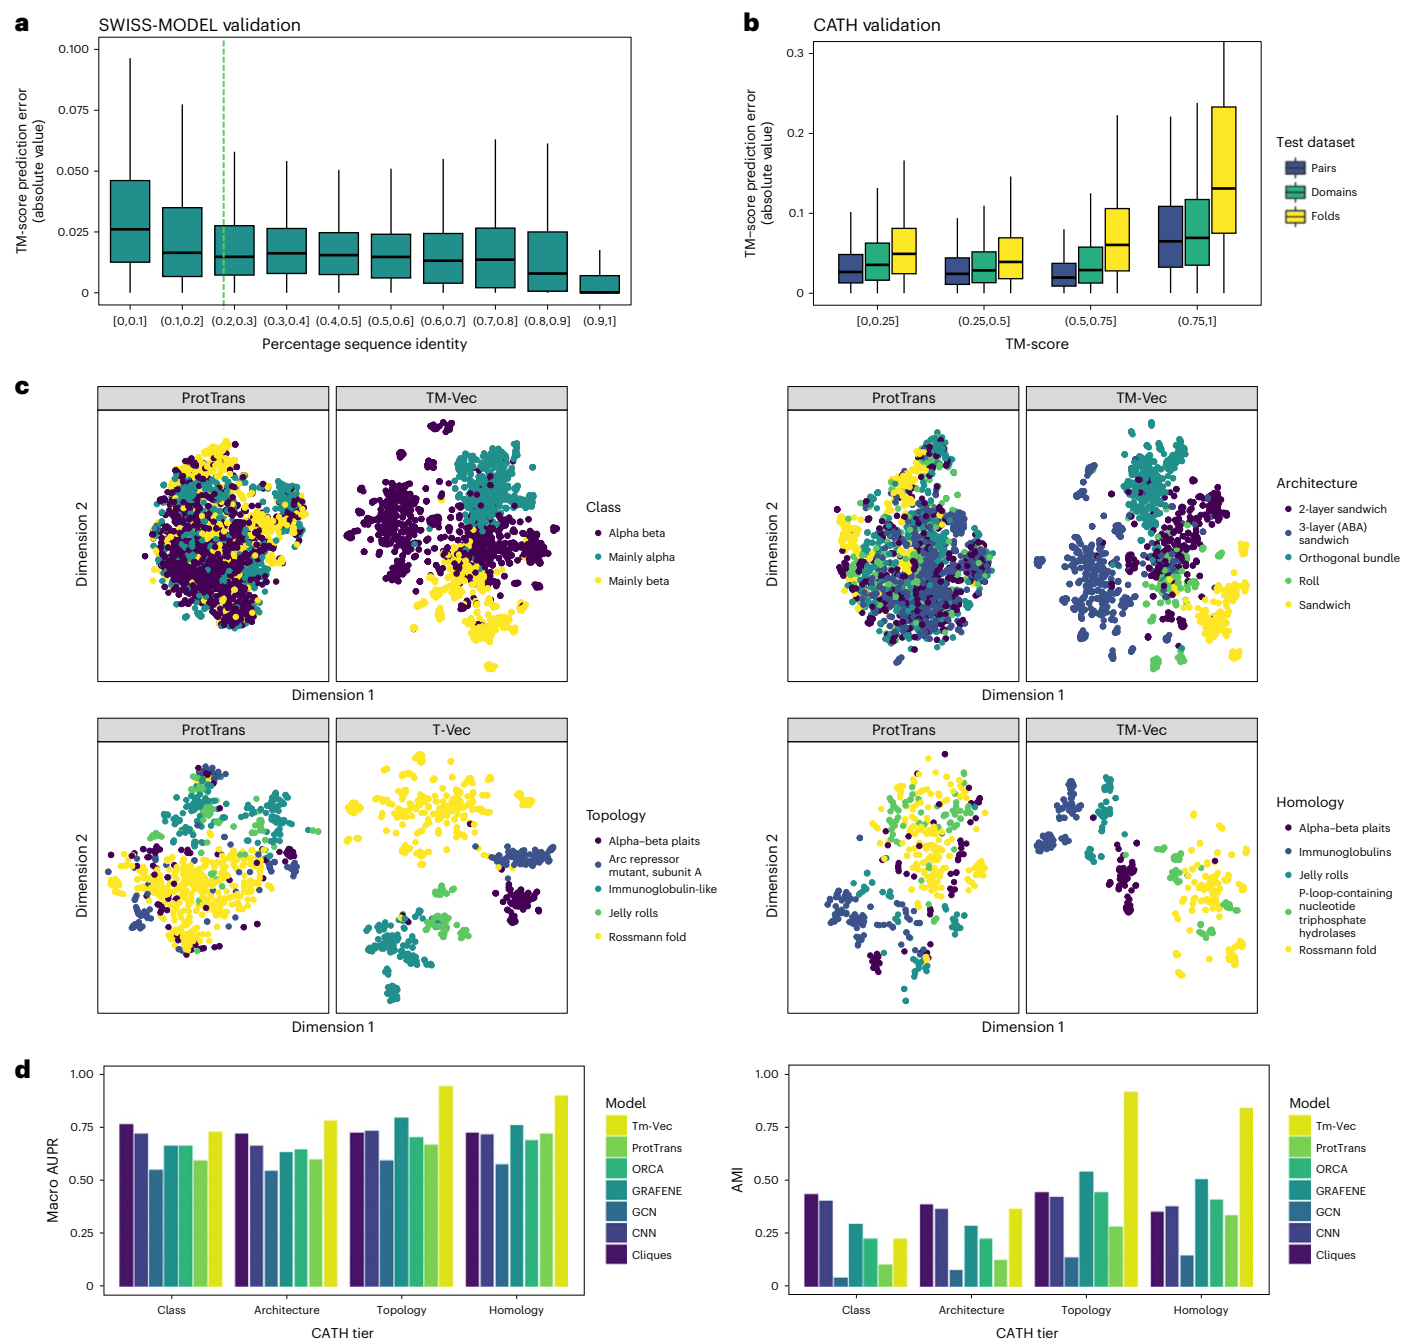 a
SWISS-MODEL validation
TM-score prediction error
(absolute value)
0.100
0.075
0.050
0.025
0
[0,0.1]
(0.1,0.2]
(0.2,0.3]
(0.3,0.4]
(0.4,0.5]
(0.5,0.6]
(0.6,0.7]
(0.7,0.8]
(0.8,0.9]
(0.9,1]
Percentage sequence identity
b
CATH validation
TM-score prediction error
(absolute value)
0.3
0.2
0.1
0
[0,0.25]
(0.25,0.5]
(0.5,0.75]
(0.75,1]
TM-score
Test dataset
Pairs
Domains
Folds
c
ProtTrans
TM-Vec
Dimension 2
Dimension 1
Class
Alpha beta
Mainly alpha
Mainly beta
ProtTrans
TM-Vec
Dimension 2
Dimension 1
Architecture
2-layer sandwich
3-layer (ABA)
sandwich
Orthogonal bundle
Roll
Sandwich
ProtTrans
T-Vec
Dimension 2
Dimension 1
Topology
Alpha–beta plaits
Arc repressor
mutant, subunit A
Immunoglobulin-like
Jelly rolls
Rossmann fold
ProtTrans
TM-Vec
Dimension 2
Dimension 1
Homology
Alpha–beta plaits
Immunoglobulins
Jelly rolls
P-loop-containing
nucleotide
triphosphate
hydrolases
Rossmann fold
d
Macro AUPR
1.00
0.75
0.50
0.25
0
Class
Architecture
Topology
Homology
CATH tier
Model
Tm-Vec
ProtTrans
ORCA
GRAFENE
GCN
CNN
Cliques
AMI
1.00
0.75
0.50
0.25
0
Class
Architecture
Topology
Homology
CATH tier
Model
Tm-Vec
ProtTrans
ORCA
GRAFENE
GCN
CNN
Cliques